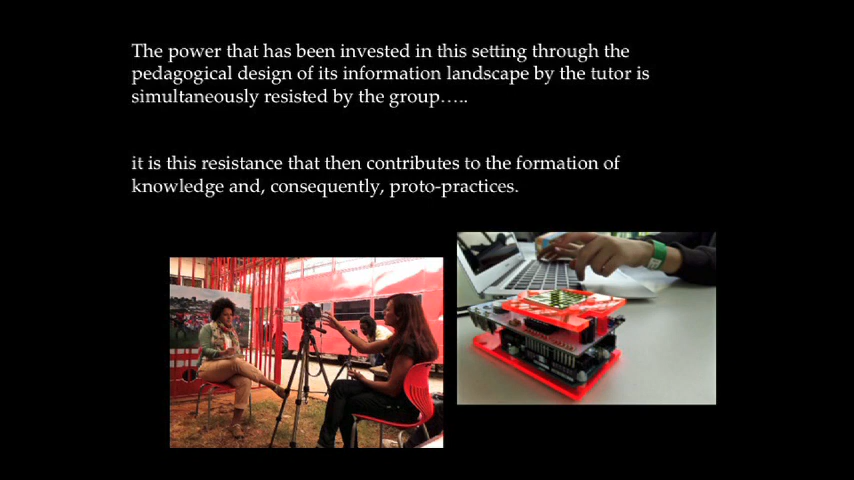 The power that has been invested in this setting through the
pedagogical design of its information landscape by the tutor is
simultaneously resisted by the group…..
it is this resistance that then contributes to the formation of
knowledge and, consequently, proto-practices.